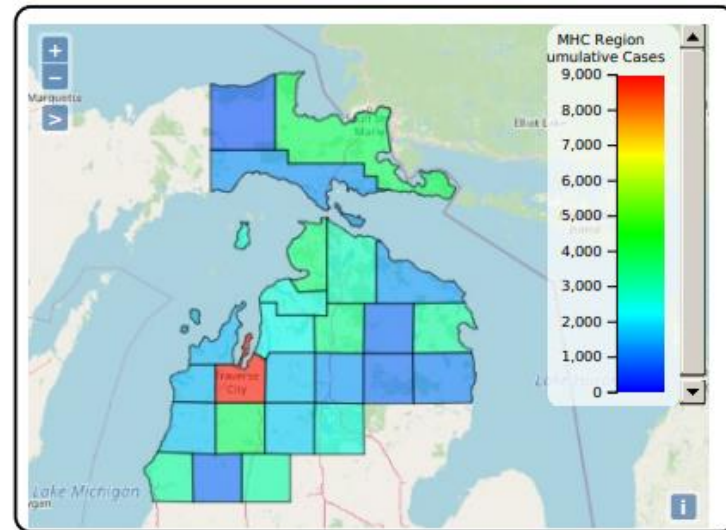 MHC Region
umulative Cases
9,000
8,000
7,000
6,000
5,000
4,000
3,000
2,000
1,000
0
+
−
>
Marquette
Marie
Elliot Lake
Traverse
City
Lake Michigan
i